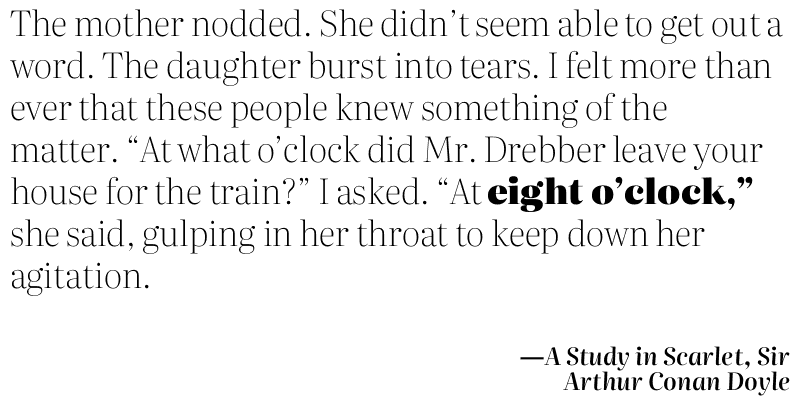 The mother nodded. She didn’t seem able to get out a
word. The daughter burst into tears. I felt more than
ever that these people knew something of the
matter. “At what o’clock did Mr. Drebber leave your
house for the train?” I asked. “At eight o’clock,”
she said, gulping in her throat to keep down her
agitation.
—A Study in Scarlet, Sir
Arthur Conan Doyle